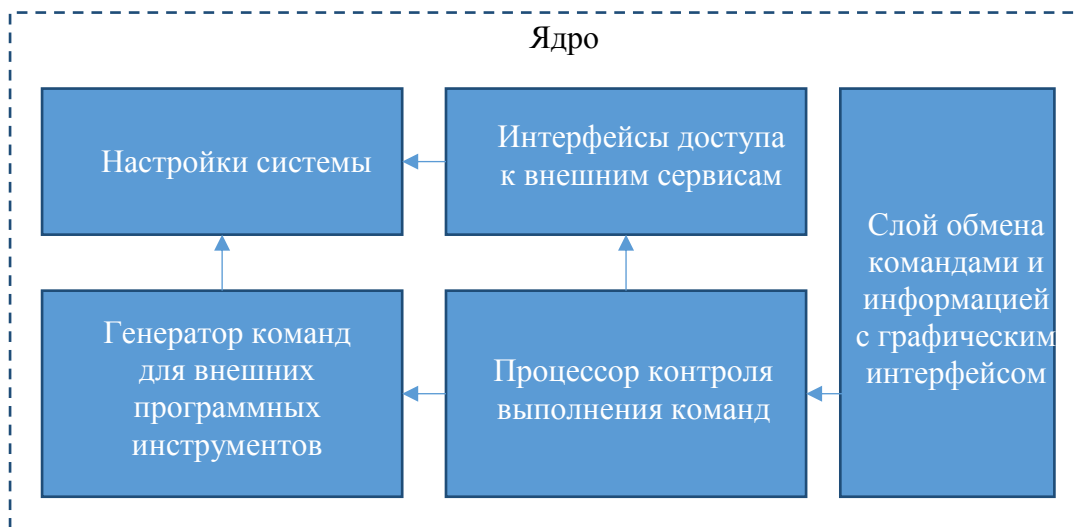 Ядро
Настройки системы
Интерфейсы доступа
к внешним сервисам
Слой обмена
командами и
информацией
с графическим
интерфейсом
Генератор команд
для внешних
программных
инструментов
Процессор контроля
выполнения команд